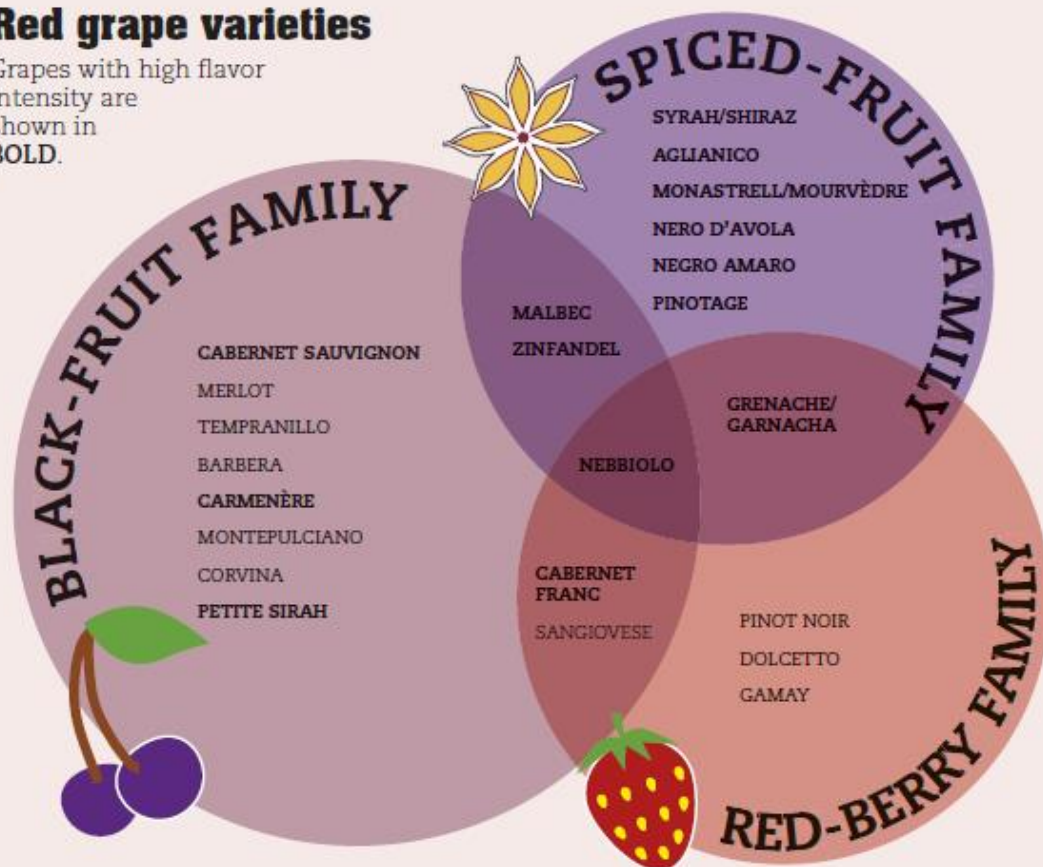 Red grape varieties
Grapes with high flavor
intensity are
shown in
BOLD.
SPICED-FRUIT FAMILY
SYRAH/SHIRAZ
AGLIANICO
MONASTRELL/MOURVÈDRE
NERO D'AVOLA
NEGRO AMARO
PINOTAGE
BLACK-FRUIT FAMILY
CABERNET SAUVIGNON
MERLOT
TEMPRANILLO
BARBERA
CARMENÈRE
MONTEPULCIANO
CORVINA
PETITE SIRAH
MALBEC
ZINFANDEL
GRENACHE/
GARNACHA
NEBBIOLO
CABERNET
FRANC
SANGIOVESE
PINOT NOIR
DOLCETTO
GAMAY
RED-BERRY FAMILY